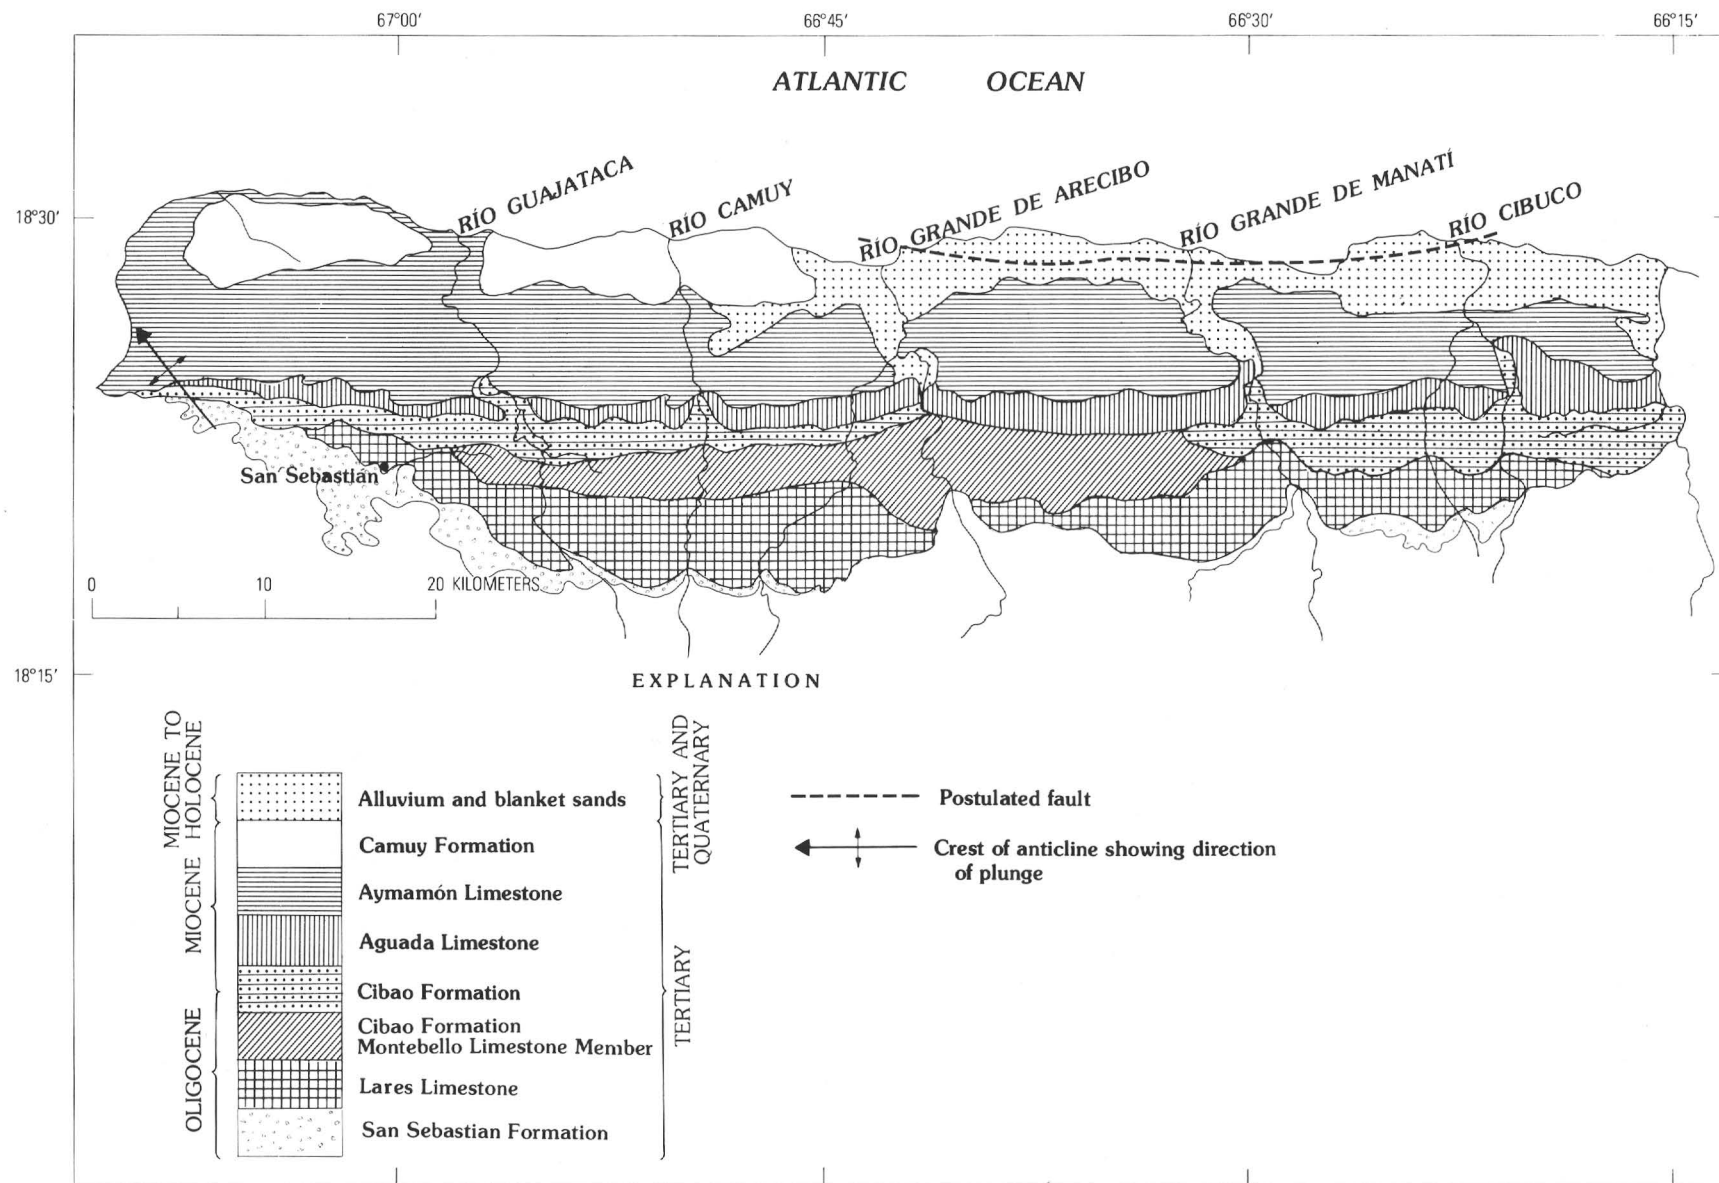 67°00′ 66°45′ 66°30′ 66°15′
ATLANTIC OCEAN
18°30′
RÍO GUAJATACA
RÍO CAMUY
RÍO GRANDE DE ARECIBO
RÍO GRANDE DE MANATÍ
RÍO CIBUCO
San Sebastián
0 10 20 KILOMETERS
18°15′
EXPLANATION
MIOCENE TO
HOLOCENE
MIOCENE
OLIGOCENE
Alluvium and blanket sands
Camuy Formation
Aymamón Limestone
Aguada Limestone
Cibao Formation
Cibao Formation
Montebello Limestone Member
Lares Limestone
San Sebastian Formation
TERTIARY AND
QUATERNARY
TERTIARY
Postulated fault
Crest of anticline showing direction
of plunge